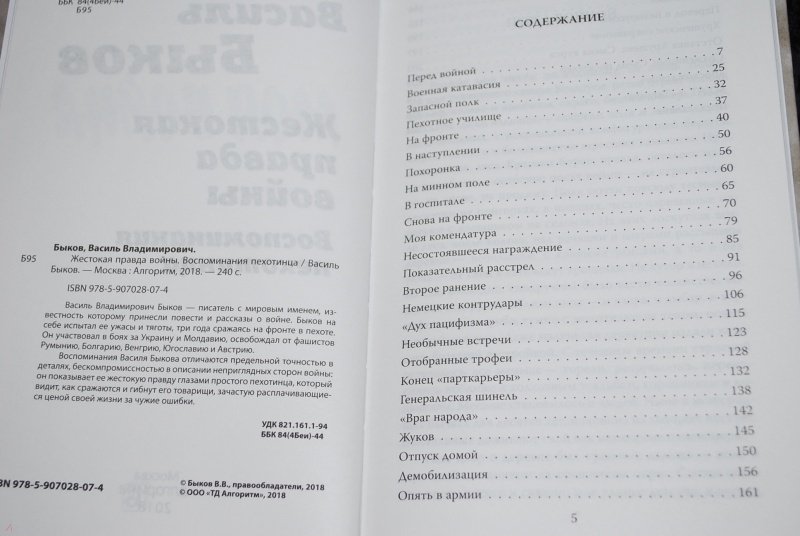 ББК 84(4Беи)-44
Б95
Быков, Василь Владимирович.
Б95 Жестокая правда войны. Воспоминания пехотинца / Василь
Быков. — Москва : Алгоритм, 2018. — 240 с.
ISBN 978-5-907028-07-4
Василь Владимирович Быков — писатель с мировым именем, из-
вестность которому принесли повести и рассказы о войне. Быков на
себе испытал ее ужасы и тяготы, три года сражаясь на фронте в пехоте.
Он участвовал в боях за Украину и Молдавию, освобождал от фашистов
Румынию, Болгарию, Венгрию, Югославию и Австрию.
Воспоминания Василя Быкова отличаются предельной точностью в
деталях, бескомпромиссностью в описании неприглядных сторон войны:
он показывает ее жестокую правду глазами простого пехотинца, который
видит, как сражаются и гибнут его товарищи, зачастую расплачивающие-
ся ценой своей жизни за чужие ошибки.
УДК 821.161.1-94
ББК 84(4Беи)-44
© Быков В.В., правообладатели, 2018
© ООО «ТД Алгоритм», 2018
BN 978-5-907028-07-4
СОДЕРЖАНИЕ
Перед войной . . . . . 7
Военная катавасия . . . . . 25
Запасной полк . . . . . 32
Пехотное училище . . . . . 37
На фронте . . . . . 40
В наступлении . . . . . 50
Похоронка . . . . . 56
На минном поле . . . . . 60
В госпитале . . . . . 65
Снова на фронте . . . . . 70
Моя комендатура . . . . . 79
Несостоявшееся награждение . . . . . 85
Показательный расстрел . . . . . 91
Второе ранение . . . . . 96
Немецкие контрудары . . . . . 106
«Дух пацифизма» . . . . . 115
Необычные встречи . . . . . 123
Отобранные трофеи . . . . . 128
Конец «парткарьеры» . . . . . 132
Генеральская шинель . . . . . 138
«Враг народа» . . . . . 142
Жуков . . . . . 145
Отпуск домой . . . . . 150
Демобилизация . . . . . 156
Опять в армии . . . . . 161
5